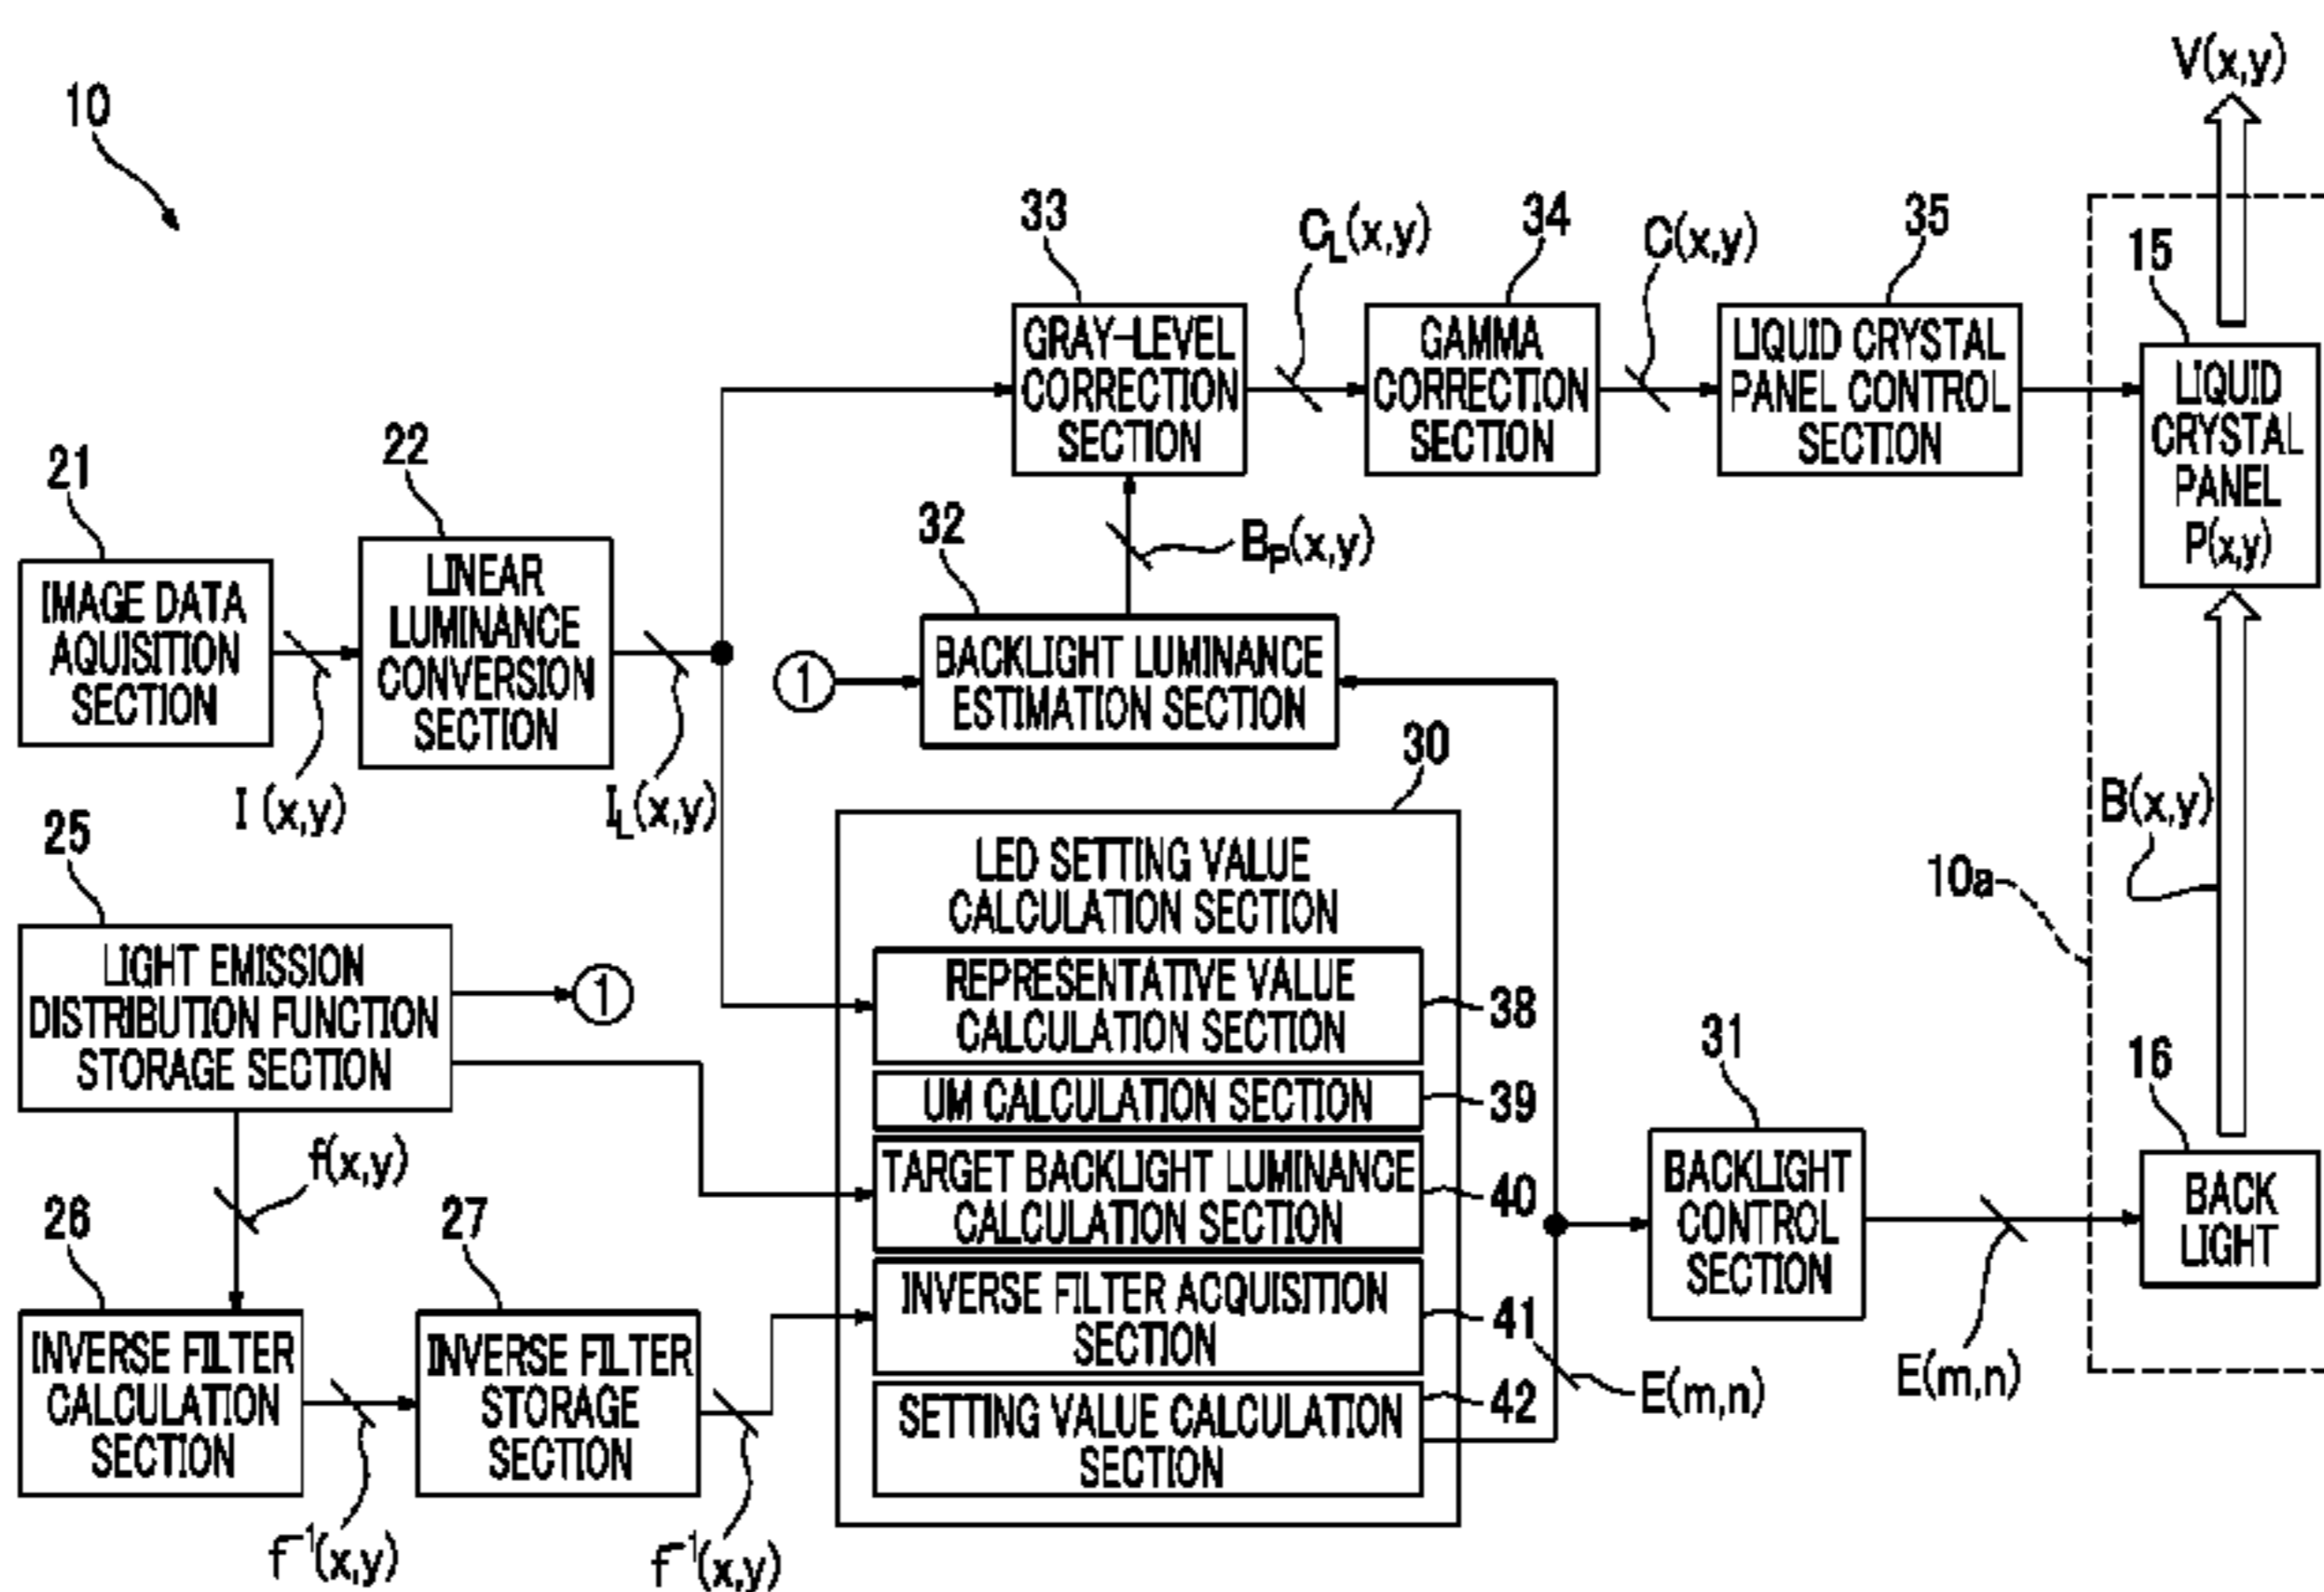 10
V(x,y)
33
C_L(x,y)
34
C(x,y)
35
15
GRAY-LEVEL
CORRECTION
SECTION
GAMMA
CORRECTION
SECTION
LIQUID CRYSTAL
PANEL CONTROL
SECTION
LIQUID
CRYSTAL
PANEL
P(x,y)
21
22
32
B_P(x,y)
IMAGE DATA
AQUISITION
SECTION
LINEAR
LUMINANCE
CONVERSION
SECTION
1
BACKLIGHT LUMINANCE
ESTIMATION SECTION
30
I(x,y)
I_L(x,y)
B(x,y)
10a
25
LIGHT EMISSION
DISTRIBUTION FUNCTION
STORAGE SECTION
1
LED SETTING VALUE
CALCULATION SECTION
REPRESENTATIVE VALUE
CALCULATION SECTION
38
UM CALCULATION SECTION
39
TARGET BACKLIGHT LUMINANCE
CALCULATION SECTION
40
INVERSE FILTER ACQUISITION
SECTION
41
SETTING VALUE CALCULATION
SECTION
42
E(m,n)
31
BACKLIGHT
CONTROL
SECTION
E(m,n)
16
BACK
LIGHT
f(x,y)
26
27
INVERSE FILTER
CALCULATION
SECTION
INVERSE FILTER
STORAGE
SECTION
f⁻¹(x,y)
f⁻¹(x,y)